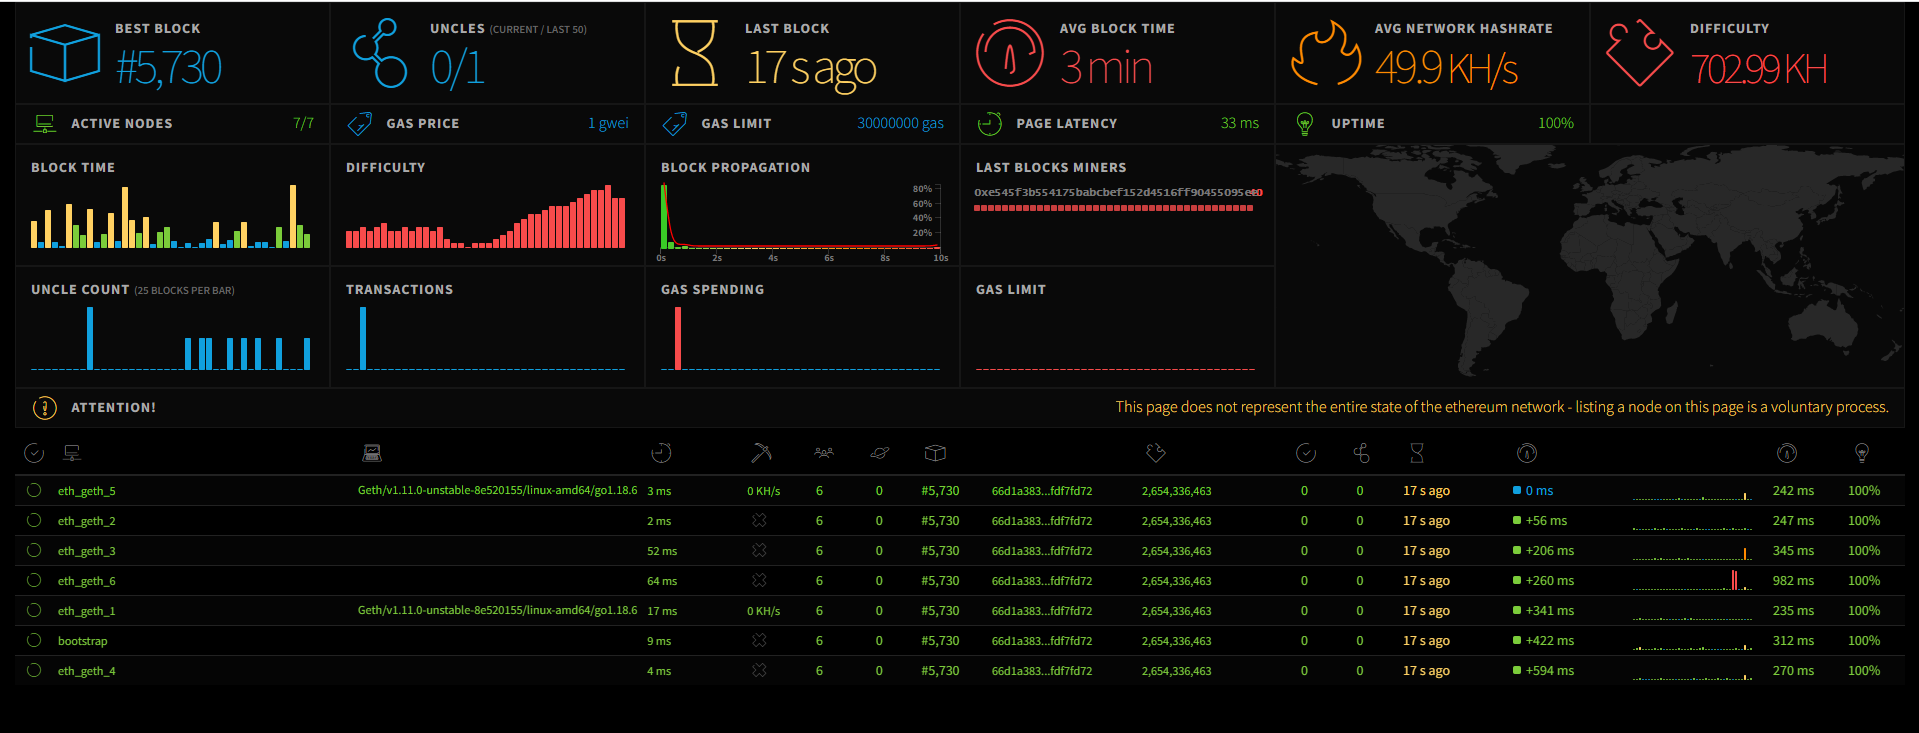 BEST BLOCK
#5,730
UNCLES (CURRENT / LAST 50)
0/1
LAST BLOCK
17 s ago
AVG BLOCK TIME
3 min
AVG NETWORK HASHRATE
49.9 KH/s
DIFFICULTY
702.99 KH
ACTIVE NODES 7/7
GAS PRICE 1 gwei
GAS LIMIT 30000000 gas
PAGE LATENCY 33 ms
UPTIME 100%
BLOCK TIME
DIFFICULTY
BLOCK PROPAGATION
80%
60%
40%
20%
0s 2s 4s 6s 8s 10s
LAST BLOCKS MINERS
0xe545f3b554175babcbef152d4516ff90455095ee
UNCLE COUNT (25 BLOCKS PER BAR)
TRANSACTIONS
GAS SPENDING
GAS LIMIT
ATTENTION!
This page does not represent the entire state of the ethereum network - listing a node on this page is a voluntary process.
eth_geth_5 Geth/v1.11.0-unstable-8e520155/linux-amd64/go1.18.6 3 ms 0 KH/s 6 0 #5,730 66d1a383...fdf7fd72 2,654,336,463 0 0 17 s ago 0 ms 242 ms 100%
eth_geth_2 2 ms 6 0 #5,730 66d1a383...fdf7fd72 2,654,336,463 0 0 17 s ago +56 ms 247 ms 100%
eth_geth_3 52 ms 6 0 #5,730 66d1a383...fdf7fd72 2,654,336,463 0 0 17 s ago +206 ms 345 ms 100%
eth_geth_6 64 ms 6 0 #5,730 66d1a383...fdf7fd72 2,654,336,463 0 0 17 s ago +260 ms 982 ms 100%
eth_geth_1 Geth/v1.11.0-unstable-8e520155/linux-amd64/go1.18.6 17 ms 0 KH/s 6 0 #5,730 66d1a383...fdf7fd72 2,654,336,463 0 0 17 s ago +341 ms 235 ms 100%
bootstrap 9 ms 6 0 #5,730 66d1a383...fdf7fd72 2,654,336,463 0 0 17 s ago +422 ms 312 ms 100%
eth_geth_4 4 ms 6 0 #5,730 66d1a383...fdf7fd72 2,654,336,463 0 0 17 s ago +594 ms 270 ms 100%